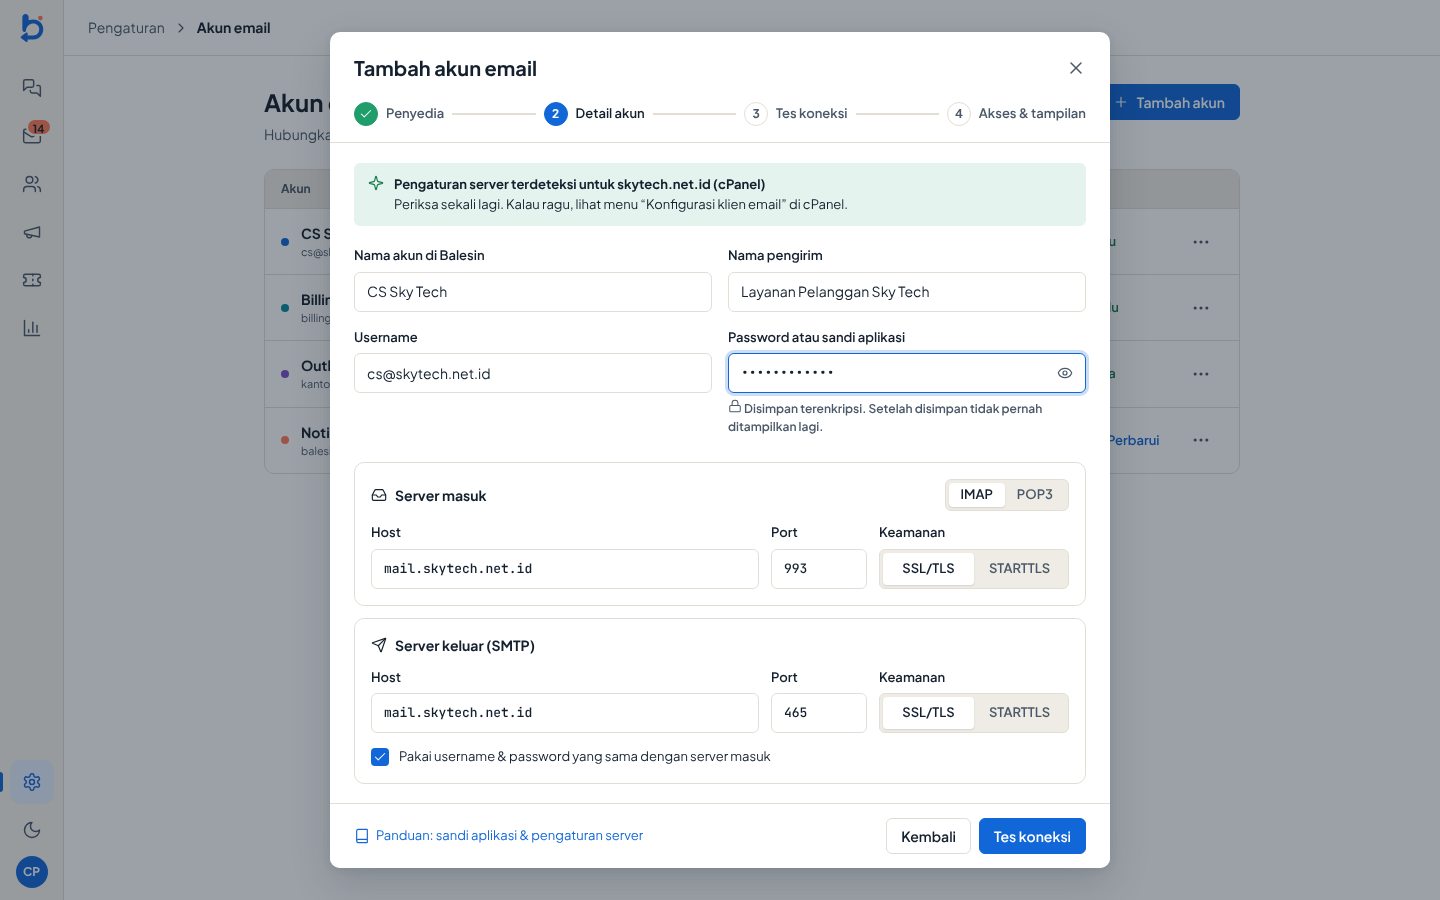 Pengaturan
Akun email
14
CP
Akun
Hubungka
Tambah akun
Akun
CS S
cs@s
Billin
billing
Outl
kanto
Noti
bales
Perbarui
Tambah akun email
Penyedia
2
Detail akun
3
Tes koneksi
4
Akses & tampilan
Pengaturan server terdeteksi untuk skytech.net.id (cPanel)
Periksa sekali lagi. Kalau ragu, lihat menu “Konfigurasi klien email” di cPanel.
Nama akun di Balesin
Nama pengirim
CS Sky Tech
Layanan Pelanggan Sky Tech
Username
Password atau sandi aplikasi
cs@skytech.net.id
••••••••••••
Disimpan terenkripsi. Setelah disimpan tidak pernah
ditampilkan lagi.
Server masuk
IMAP
POP3
Host
Port
Keamanan
mail.skytech.net.id
993
SSL/TLS
STARTTLS
Server keluar (SMTP)
Host
Port
Keamanan
mail.skytech.net.id
465
SSL/TLS
STARTTLS
Pakai username & password yang sama dengan server masuk
Panduan: sandi aplikasi & pengaturan server
Kembali
Tes koneksi